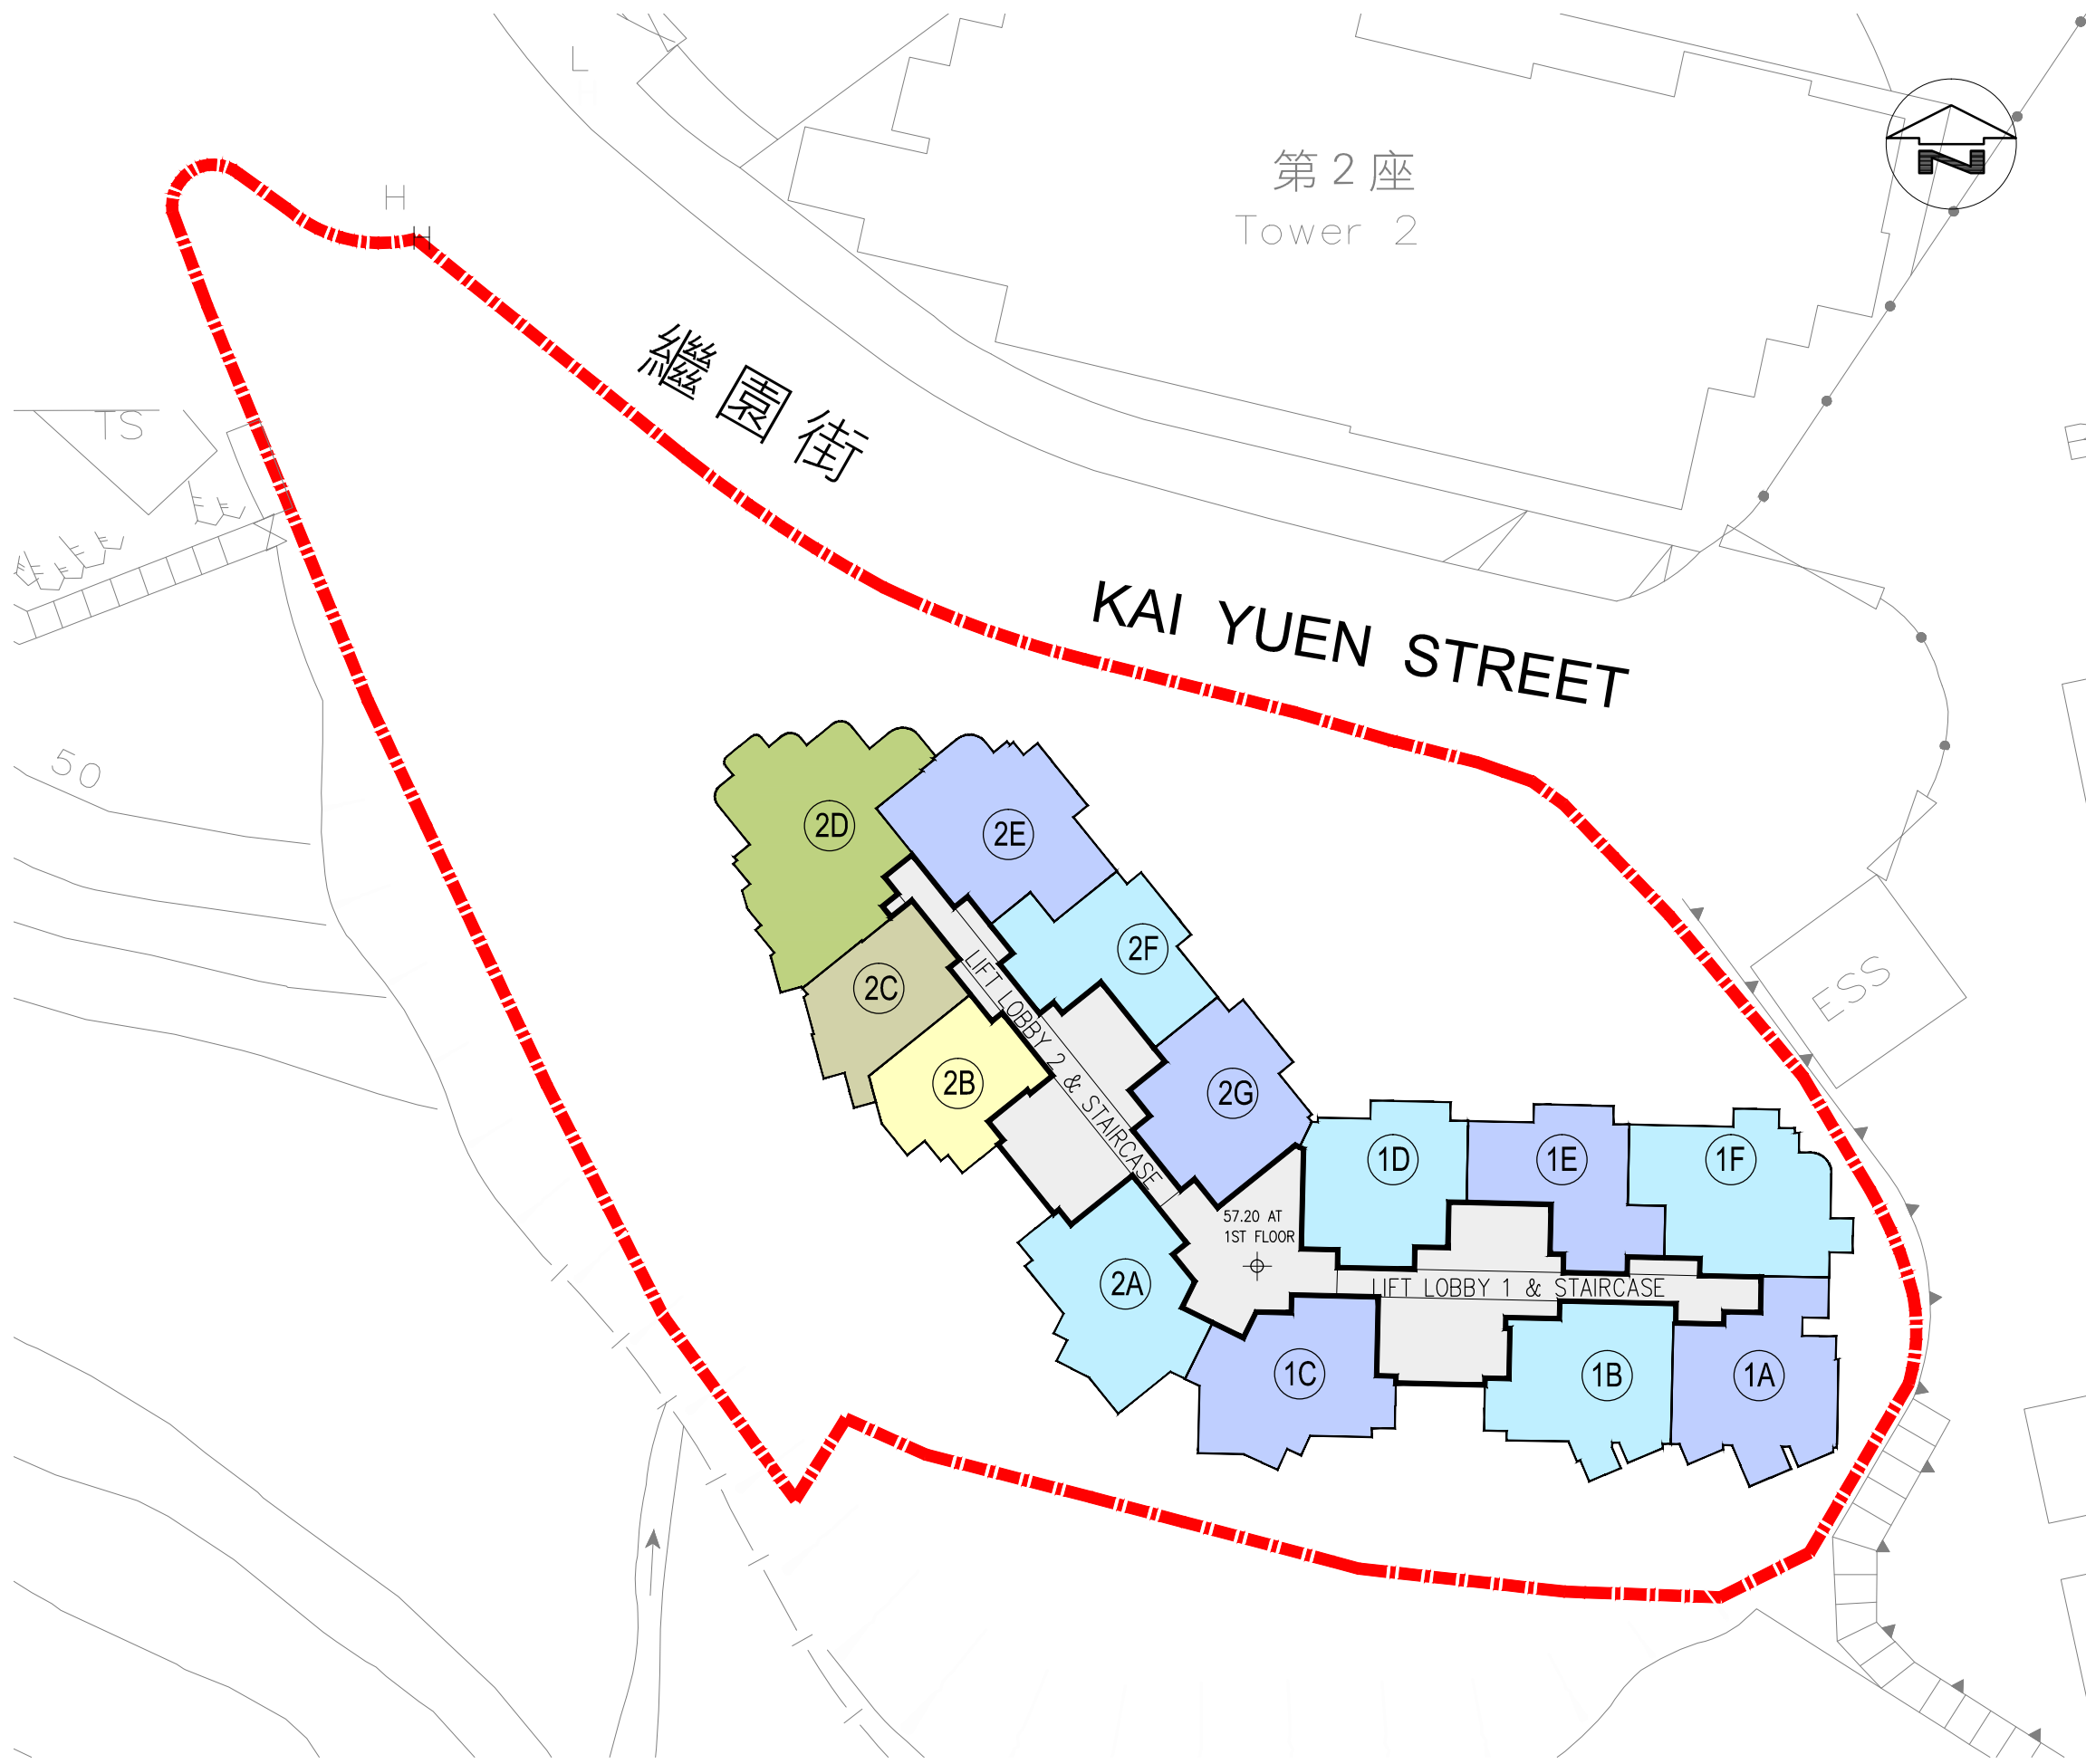 L
H
H
第2座
Tower 2
N
繼園街
TS
KAI YUEN STREET
50
2D
2E
2F
2C
ESS
2B
2G
LIFT LOBBY 2 & STAIRCASE
1D
1E
1F
57.20 AT
1ST FLOOR
2A
LIFT LOBBY 1 & STAIRCASE
1C
1B
1A